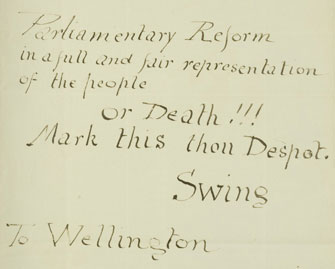 Parliamentary Reform
in a full and fair representation
of the people
or Death !!!
Mark this thou Despot.
Swing
To Wellington